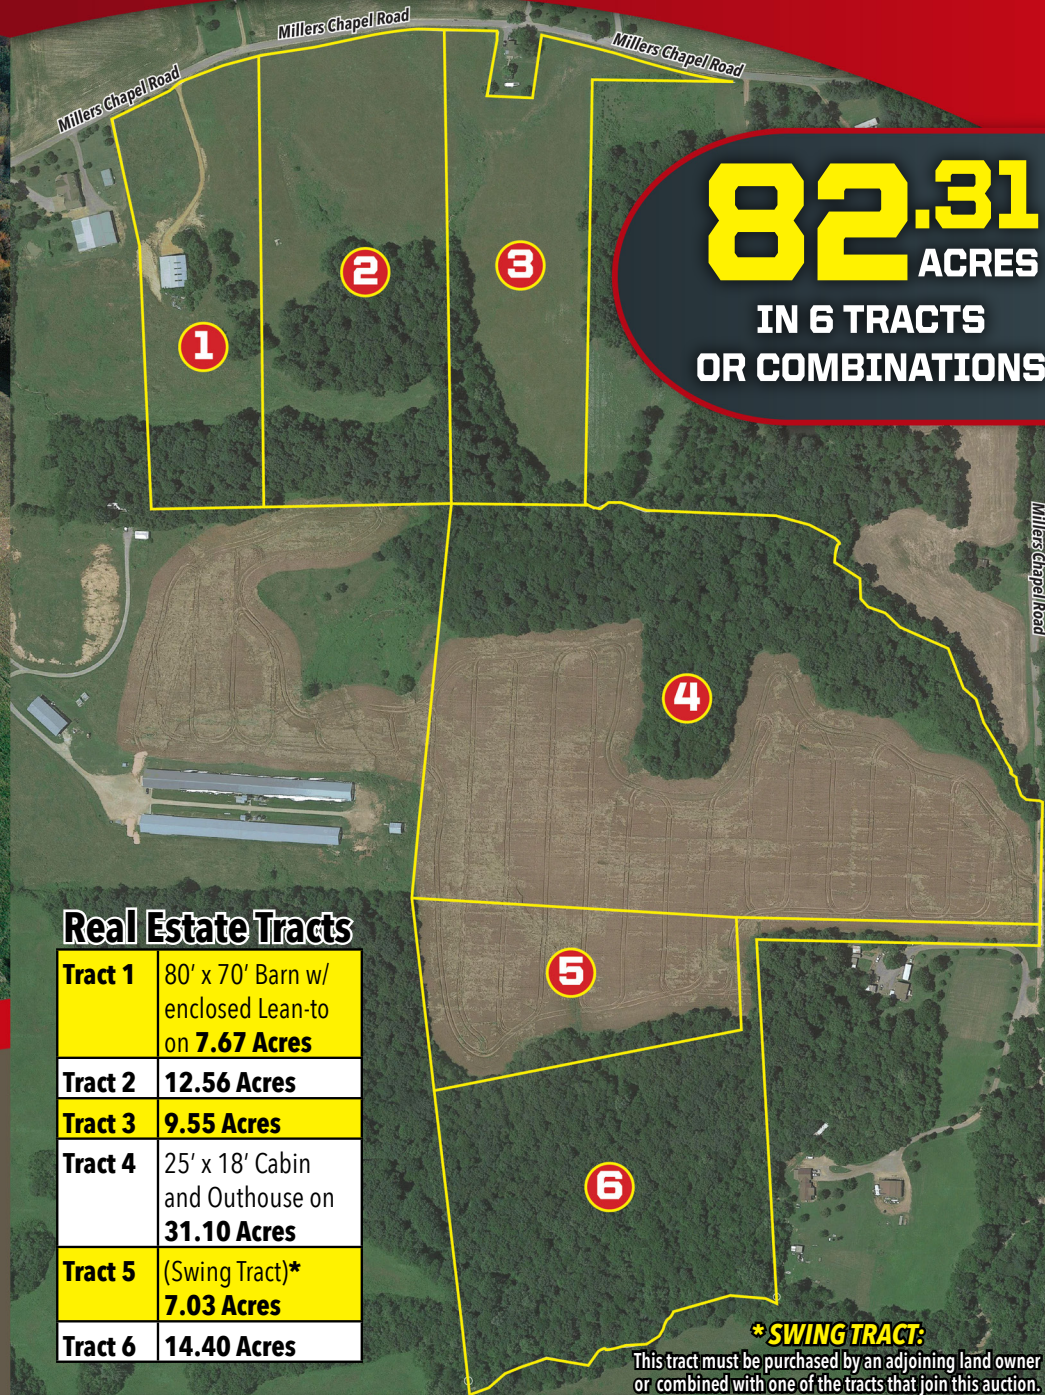 Millers Chapel Road
Millers Chapel Road
Millers Chapel Road
82.31
ACRES
IN 6 TRACTS
OR COMBINATIONS
1
2
3
Millers Chapel Road
4
5
6
Real Estate Tracts
Tract 1 80' x 70' Barn w/
enclosed Lean-to
on 7.67 Acres
Tract 2 12.56 Acres
Tract 3 9.55 Acres
Tract 4 25' x 18' Cabin
and Outhouse on
31.10 Acres
Tract 5 (Swing Tract)*
7.03 Acres
Tract 6 14.40 Acres
* SWING TRACT:
This tract must be purchased by an adjoining land owner
or combined with one of the tracts that join this auction.